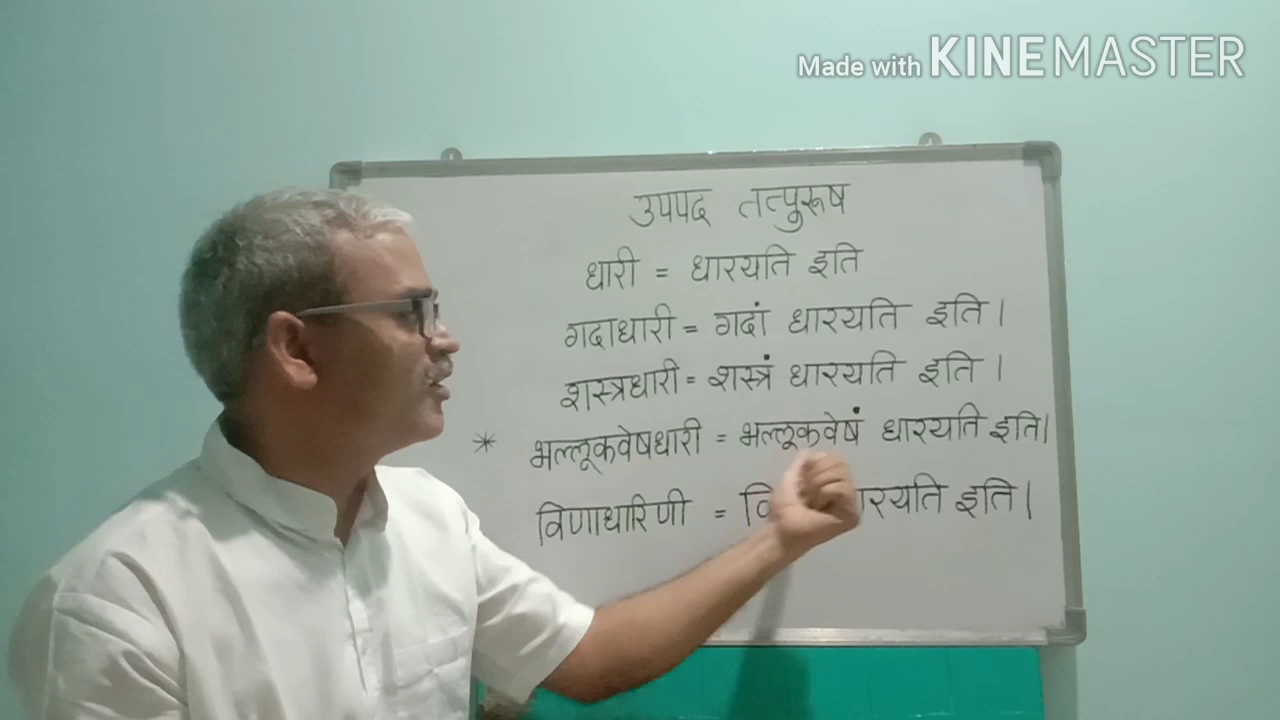 Made with KINEMASTER
उपपद तत्पुरूष
धारी = धारयति इति
गदाधारी = गदां धारयति इति।
शस्त्रधारी = शस्त्रं धारयति इति।
* भल्लूकवेषधारी = भल्लूकवेषं धारयति इति।
विणाधारिणी = इति।